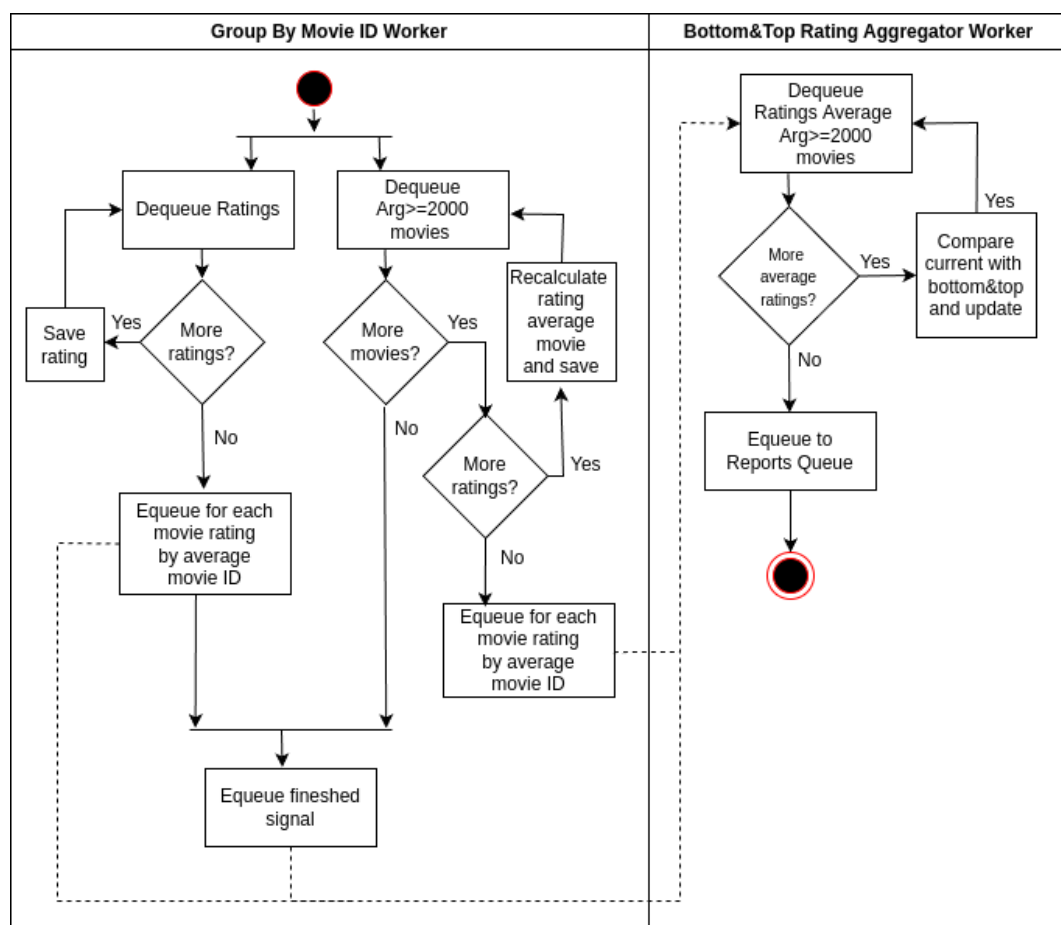 Group By Movie ID Worker
Bottom&Top Rating Aggregator Worker
Dequeue Ratings
Dequeue
Arg>=2000
movies
Save
rating
Yes
More
ratings?
No
More
movies?
Yes
No
Recalculate
rating
average
movie
and save
More
ratings?
Yes
No
Equeue for each
movie rating
by average
movie ID
Equeue for each
movie rating
by average
movie ID
Equeue fineshed
signal
Dequeue
Ratings Average
Arg>=2000
movies
Yes
More
average
ratings?
Yes
Compare
current with
bottom&top
and update
No
Equeue to
Reports Queue